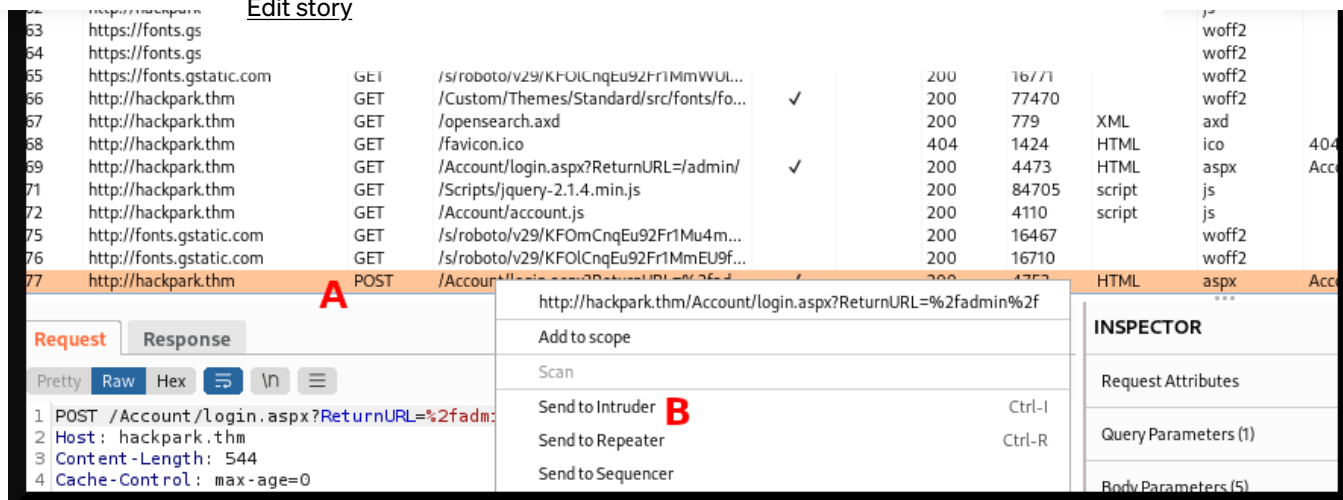 Edit story
63 https://fonts.gs woff2
64 https://fonts.gs woff2
65 https://fonts.gstatic.com GET /s/roboto/v29/KFOlCnqEu92Fr1MmWUl... 200 16771 woff2
66 http://hackpark.thm GET /Custom/Themes/Standard/src/fonts/fo... ✓ 200 77470 woff2
67 http://hackpark.thm GET /opensearch.axd 200 779 XML axd
68 http://hackpark.thm GET /favicon.ico 404 1424 HTML ico 404
69 http://hackpark.thm GET /Account/login.aspx?ReturnURL=/admin/ ✓ 200 4473 HTML aspx Acc
71 http://hackpark.thm GET /Scripts/jquery-2.1.4.min.js 200 84705 script js
72 http://hackpark.thm GET /Account/account.js 200 4110 script js
75 http://fonts.gstatic.com GET /s/roboto/v29/KFOmCnqEu92Fr1Mu4m... 200 16467 woff2
76 http://fonts.gstatic.com GET /s/roboto/v29/KFOlCnqEu92Fr1MmEU9f... 200 16710 woff2
77 http://hackpark.thm POST HTML aspx Acc
A
http://hackpark.thm/Account/login.aspx?ReturnURL=%2fadmin%2f
Add to scope
Scan
Send to Intruder B Ctrl-I
Send to Repeater Ctrl-R
Send to Sequencer
Request Response
Pretty Raw Hex \n
1 POST /Account/login.aspx?ReturnURL=%2fadm
2 Host: hackpark.thm
3 Content-Length: 544
4 Cache-Control: max-age=0
INSPECTOR
Request Attributes
Query Parameters (1)
Body Parameters (5)